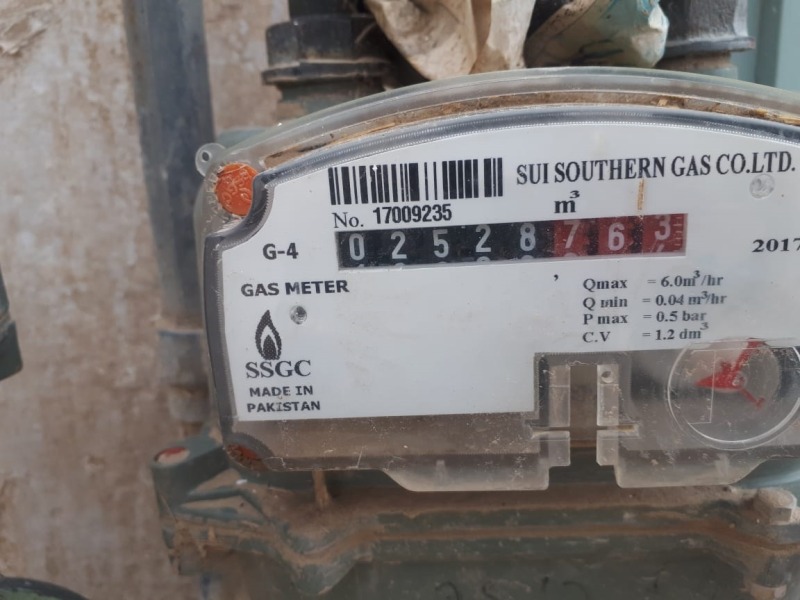 SUI SOUTHERN GAS CO.LTD.
No. 17009235
m³
G-4
0 2 5 2 8 7 6 3
2017
GAS METER
Qmax = 6.0m³/hr
Q min = 0.04 m³/hr
P max = 0.5 bar
C.V = 1.2 dm³
SSGC
MADE IN
PAKISTAN